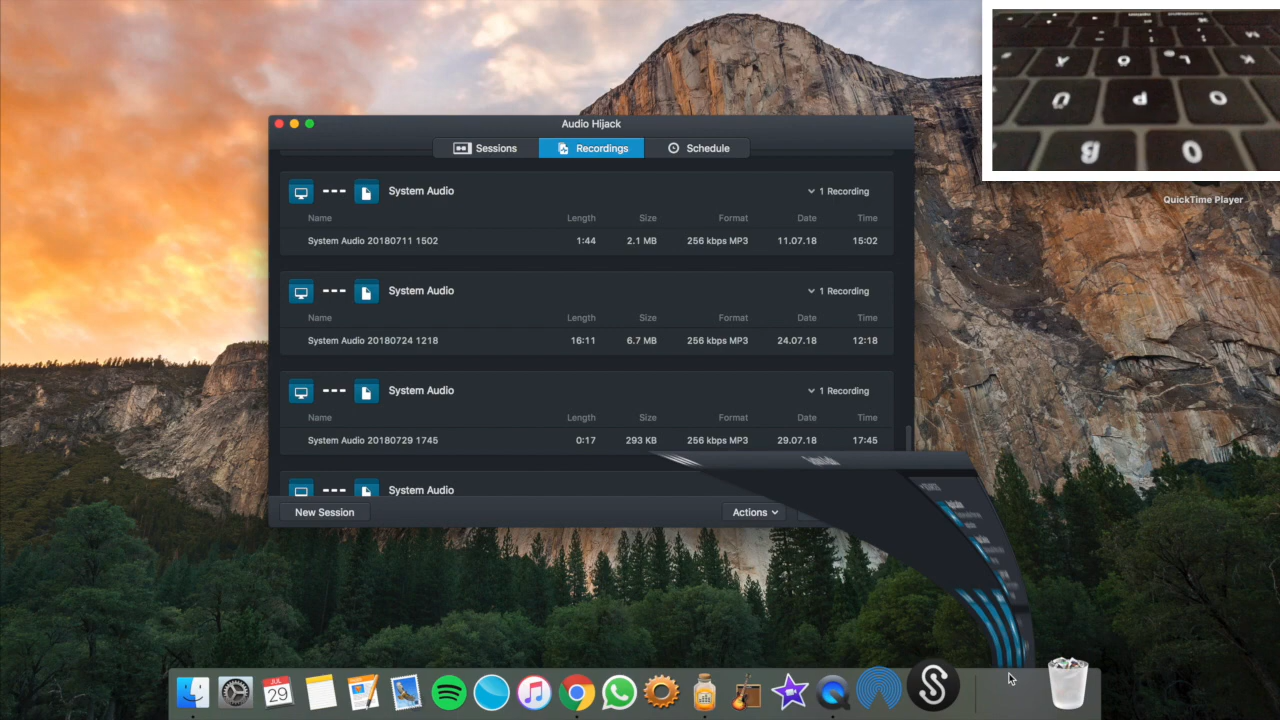 Audio Hijack
Sessions
Recordings
Schedule
System Audio
1 Recording
Name Length Size Format Date Time
System Audio 20180711 1502 1:44 2.1 MB 256 kbps MP3 11.07.18 15:02
System Audio
1 Recording
Name Length Size Format Date Time
System Audio 20180724 1218 16:11 6.7 MB 256 kbps MP3 24.07.18 12:18
System Audio
1 Recording
Name Length Size Format Date Time
System Audio 20180729 1745 0:17 293 KB 256 kbps MP3 29.07.18 17:45
System Audio
New Session
Actions
QuickTime Player
JUL
29